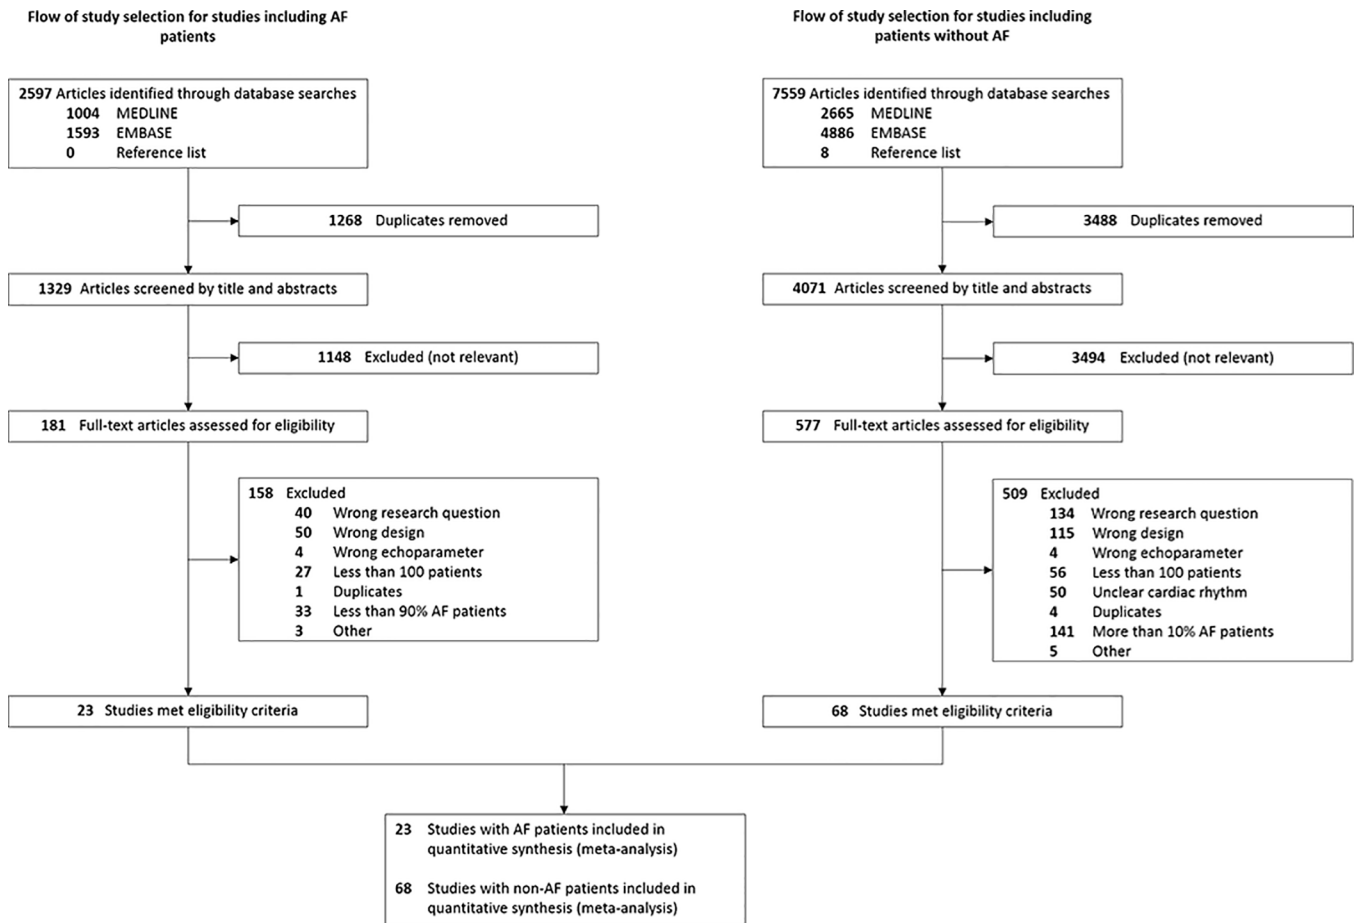 Flow of study selection for studies including AF
patients
2597 Articles identified through database searches
1004 MEDLINE
1593 EMBASE
0 Reference list
1268 Duplicates removed
1329 Articles screened by title and abstracts
1148 Excluded (not relevant)
181 Full-text articles assessed for eligibility
158 Excluded
40 Wrong research question
50 Wrong design
4 Wrong echoparameter
27 Less than 100 patients
1 Duplicates
33 Less than 90% AF patients
3 Other
23 Studies met eligibility criteria
Flow of study selection for studies including
patients without AF
7559 Articles identified through database searches
2665 MEDLINE
4886 EMBASE
8 Reference list
3488 Duplicates removed
4071 Articles screened by title and abstracts
3494 Excluded (not relevant)
577 Full-text articles assessed for eligibility
509 Excluded
134 Wrong research question
115 Wrong design
4 Wrong echoparameter
56 Less than 100 patients
50 Unclear cardiac rhythm
4 Duplicates
141 More than 10% AF patients
5 Other
68 Studies met eligibility criteria
23 Studies with AF patients included in
quantitative synthesis (meta-analysis)
68 Studies with non-AF patients included in
quantitative synthesis (meta-analysis)